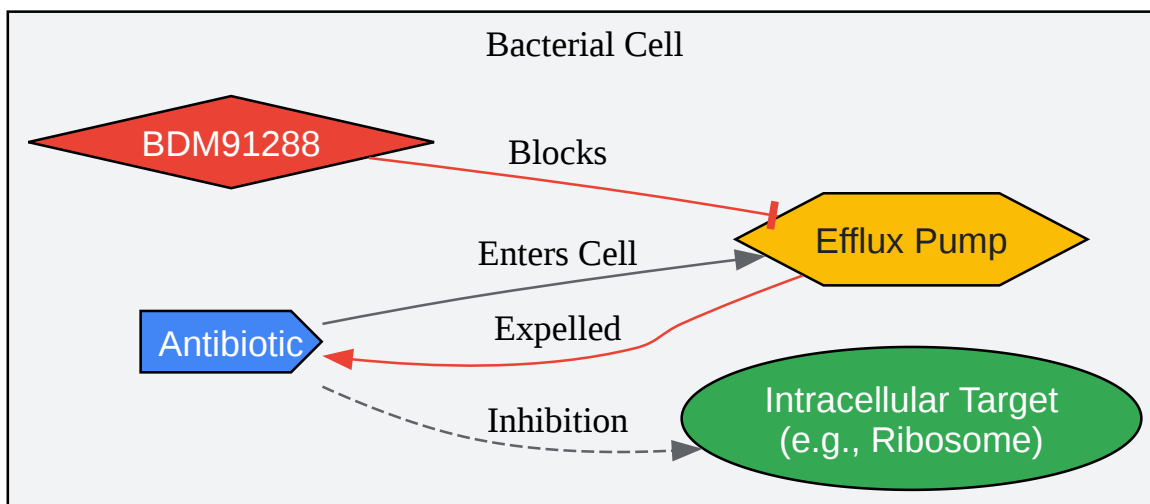 Bacterial Cell
BDM91288
Blocks
Efflux Pump
Enters Cell
Expelled
Antibiotic
Intracellular Target
(e.g., Ribosome)
Inhibition